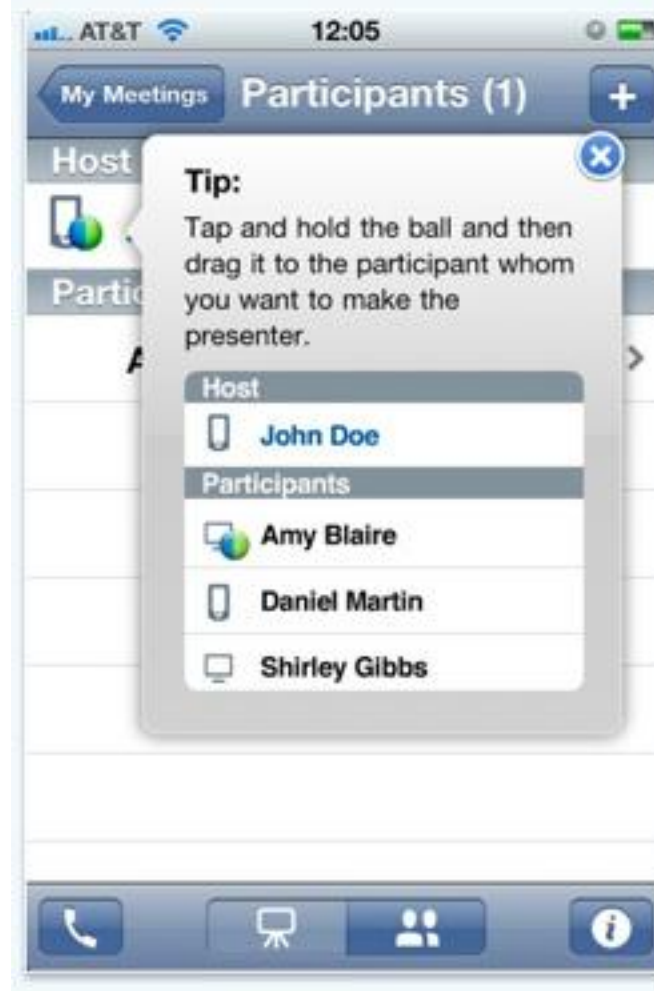 AT&T 12:05
My Meetings Participants (1) +
Host
Tip:
Tap and hold the ball and then
drag it to the participant whom
you want to make the
presenter.
Host
John Doe
Participants
Amy Blaire
Daniel Martin
Shirley Gibbs